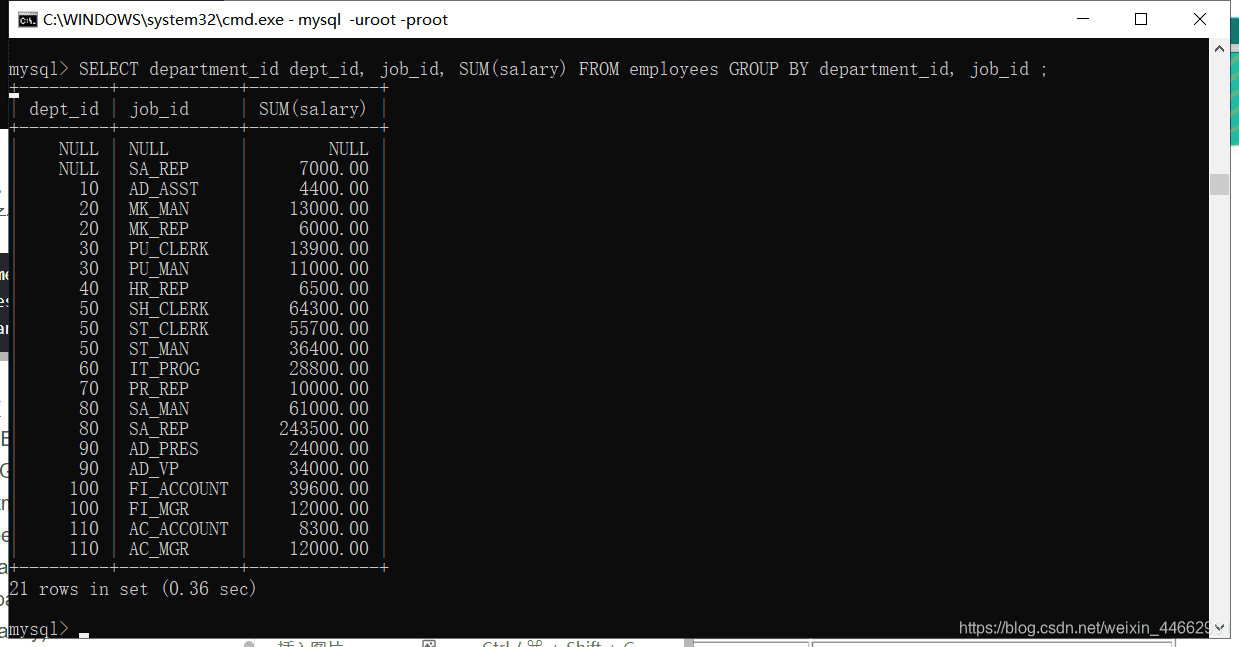 C:\WINDOWS\system32\cmd.exe - mysql -uroot -proot
mysql> SELECT department_id dept_id, job_id, SUM(salary) FROM employees GROUP BY department_id, job_id ;
+---------+------------+-------------+
| dept_id | job_id | SUM(salary) |
+---------+------------+-------------+
| NULL | NULL | NULL |
| NULL | SA_REP | 7000.00 |
| 10 | AD_ASST | 4400.00 |
| 20 | MK_MAN | 13000.00 |
| 20 | MK_REP | 6000.00 |
| 30 | PU_CLERK | 13900.00 |
| 30 | PU_MAN | 11000.00 |
| 40 | HR_REP | 6500.00 |
| 50 | SH_CLERK | 64300.00 |
| 50 | ST_CLERK | 55700.00 |
| 50 | ST_MAN | 36400.00 |
| 60 | IT_PROG | 28800.00 |
| 70 | PR_REP | 10000.00 |
| 80 | SA_MAN | 61000.00 |
| 80 | SA_REP | 243500.00 |
| 90 | AD_PRES | 24000.00 |
| 90 | AD_VP | 34000.00 |
| 100 | FI_ACCOUNT | 39600.00 |
| 100 | FI_MGR | 12000.00 |
| 110 | AC_ACCOUNT | 8300.00 |
| 110 | AC_MGR | 12000.00 |
+---------+------------+-------------+
21 rows in set (0.36 sec)
mysql>
https://blog.csdn.net/weixin_446629